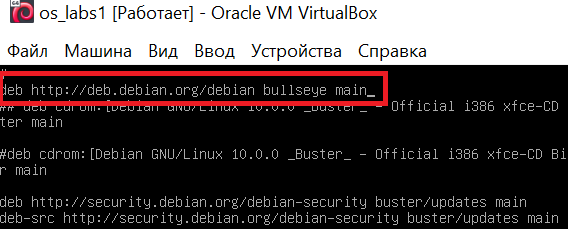 os_labs1 [Работает] - Oracle VM VirtualBox
Файл Машина Вид Ввод Устройства Справка
#
deb http://deb.debian.org/debian bullseye main_
## deb cdrom:[Debian GNU/Linux 10.0.0 _Buster_ - Official i386 xfce-CD
ter main
#deb cdrom:[Debian GNU/Linux 10.0.0 _Buster_ - Official i386 xfce-CD Bi
r main
deb http://security.debian.org/debian-security buster/updates main
deb-src http://security.debian.org/debian-security buster/updates main